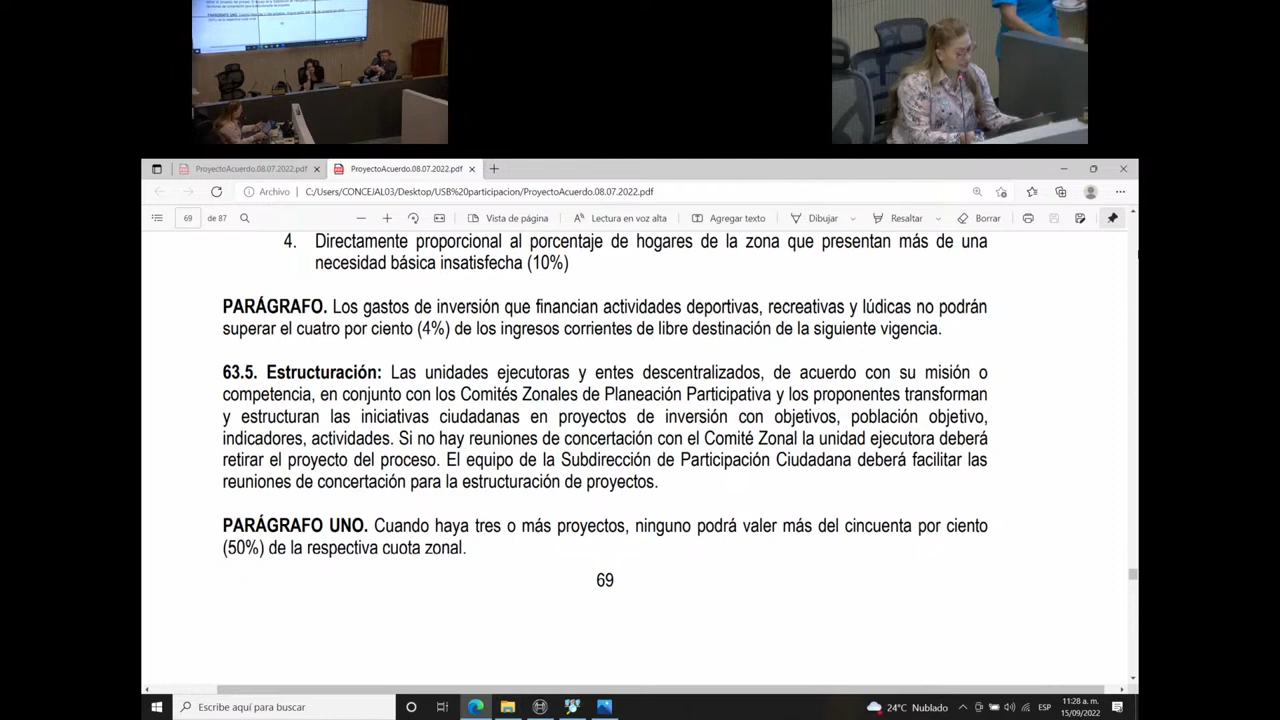 PARÁGRAFO UNO.
ProyectoAcuerdo.08.07.2022.pdf
ProyectoAcuerdo.08.07.2022.pdf
Archivo
C:/Users/CONCEJAL03/Desktop/USB%20participacion/ProyectoAcuerdo.08.07.2022.pdf
69 de 87
Vista de página
Lectura en voz alta
Agregar texto
Dibujar
Resaltar
Borrar
4. Directamente proporcional al porcentaje de hogares de la zona que presentan más de una
necesidad básica insatisfecha (10%)
PARÁGRAFO. Los gastos de inversión que financian actividades deportivas, recreativas y lúdicas no podrán
superar el cuatro por ciento (4%) de los ingresos corrientes de libre destinación de la siguiente vigencia.
63.5. Estructuración: Las unidades ejecutoras y entes descentralizados, de acuerdo con su misión o
competencia, en conjunto con los Comités Zonales de Planeación Participativa y los proponentes transforman
y estructuran las iniciativas ciudadanas en proyectos de inversión con objetivos, población objetivo,
indicadores, actividades. Si no hay reuniones de concertación con el Comité Zonal la unidad ejecutora deberá
retirar el proyecto del proceso. El equipo de la Subdirección de Participación Ciudadana deberá facilitar las
reuniones de concertación para la estructuración de proyectos.
PARÁGRAFO UNO. Cuando haya tres o más proyectos, ninguno podrá valer más del cincuenta por ciento
(50%) de la respectiva cuota zonal.
69
Escribe aquí para buscar
24°C Nublado
ESP
11:28 a. m.
15/09/2022